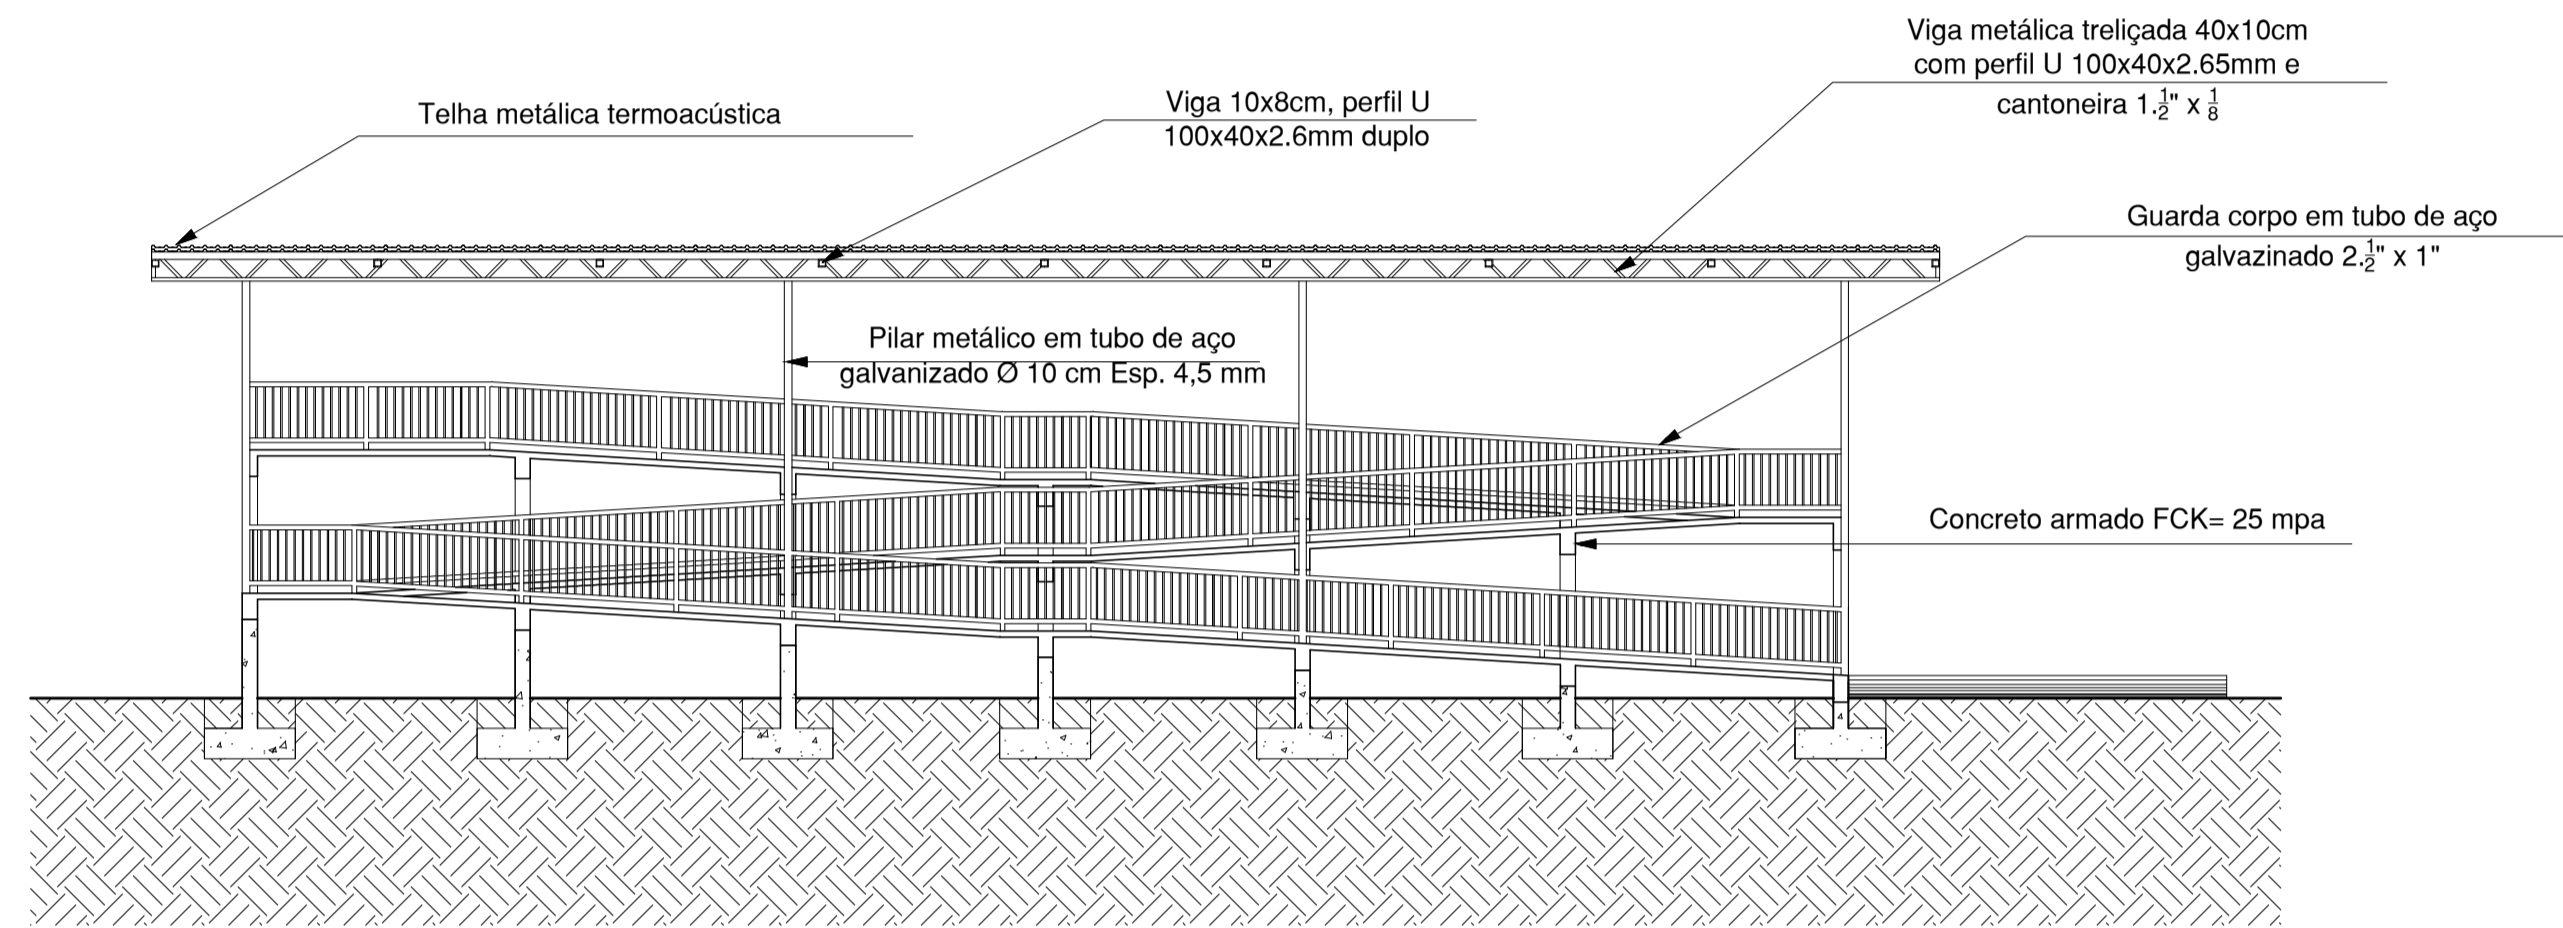 Viga metálica treliçada 40x10cm
com perfil U 100x40x2.65mm e
cantoneira 1.½" x ⅛
Telha metálica termoacústica
Viga 10x8cm, perfil U
100x40x2.6mm duplo
Guarda corpo em tubo de aço
galvazinado 2.½" x 1"
Pilar metálico em tubo de aço
galvanizado Ø 10 cm Esp. 4,5 mm
Concreto armado FCK= 25 mpa